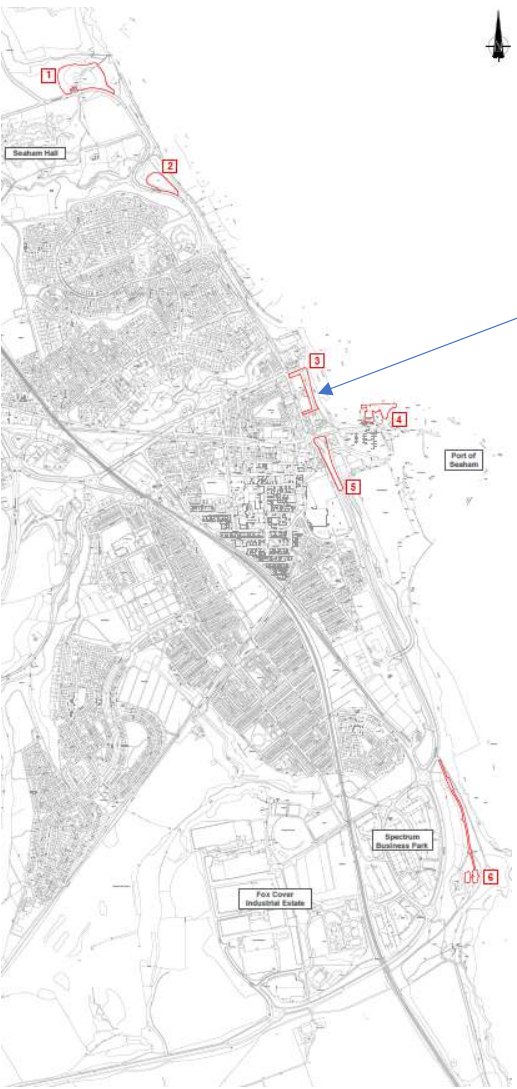 1
Seaham Hall
2
3
4
Port of
Seaham
5
Spectrum
Business Park
6
Fox Cover
Industrial Estate